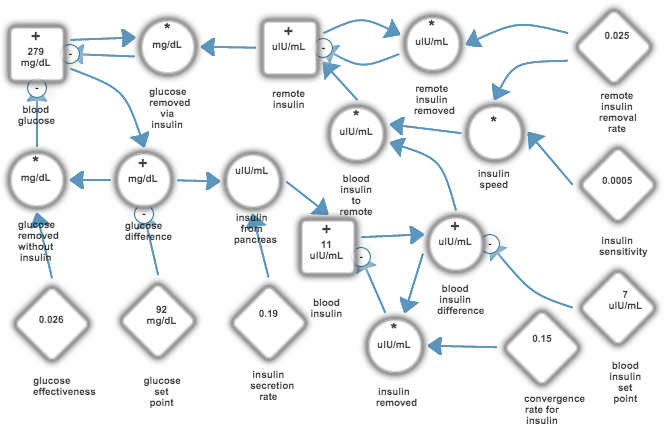 +
279
mg/dL
-
-
blood
glucose
*
mg/dL
glucose
removed
via
insulin
+
uIU/mL
-
remote
insulin
*
uIU/mL
remote
insulin
removed
0.025
remote
insulin
removal
rate
*
uIU/mL
blood
insulin
to
remote
*
insulin
speed
0.0005
insulin
sensitivity
*
mg/dL
glucose
removed
without
insulin
+
mg/dL
-
glucose
difference
uIU/mL
insulin
from
pancreas
+
11
uIU/mL
-
blood
insulin
+
uIU/mL
-
blood
insulin
difference
7
uIU/mL
blood
insulin
set
point
0.026
glucose
effectiveness
92
mg/dL
glucose
set
point
0.19
insulin
secretion
rate
*
uIU/mL
insulin
removed
0.15
convergence
rate for
insulin